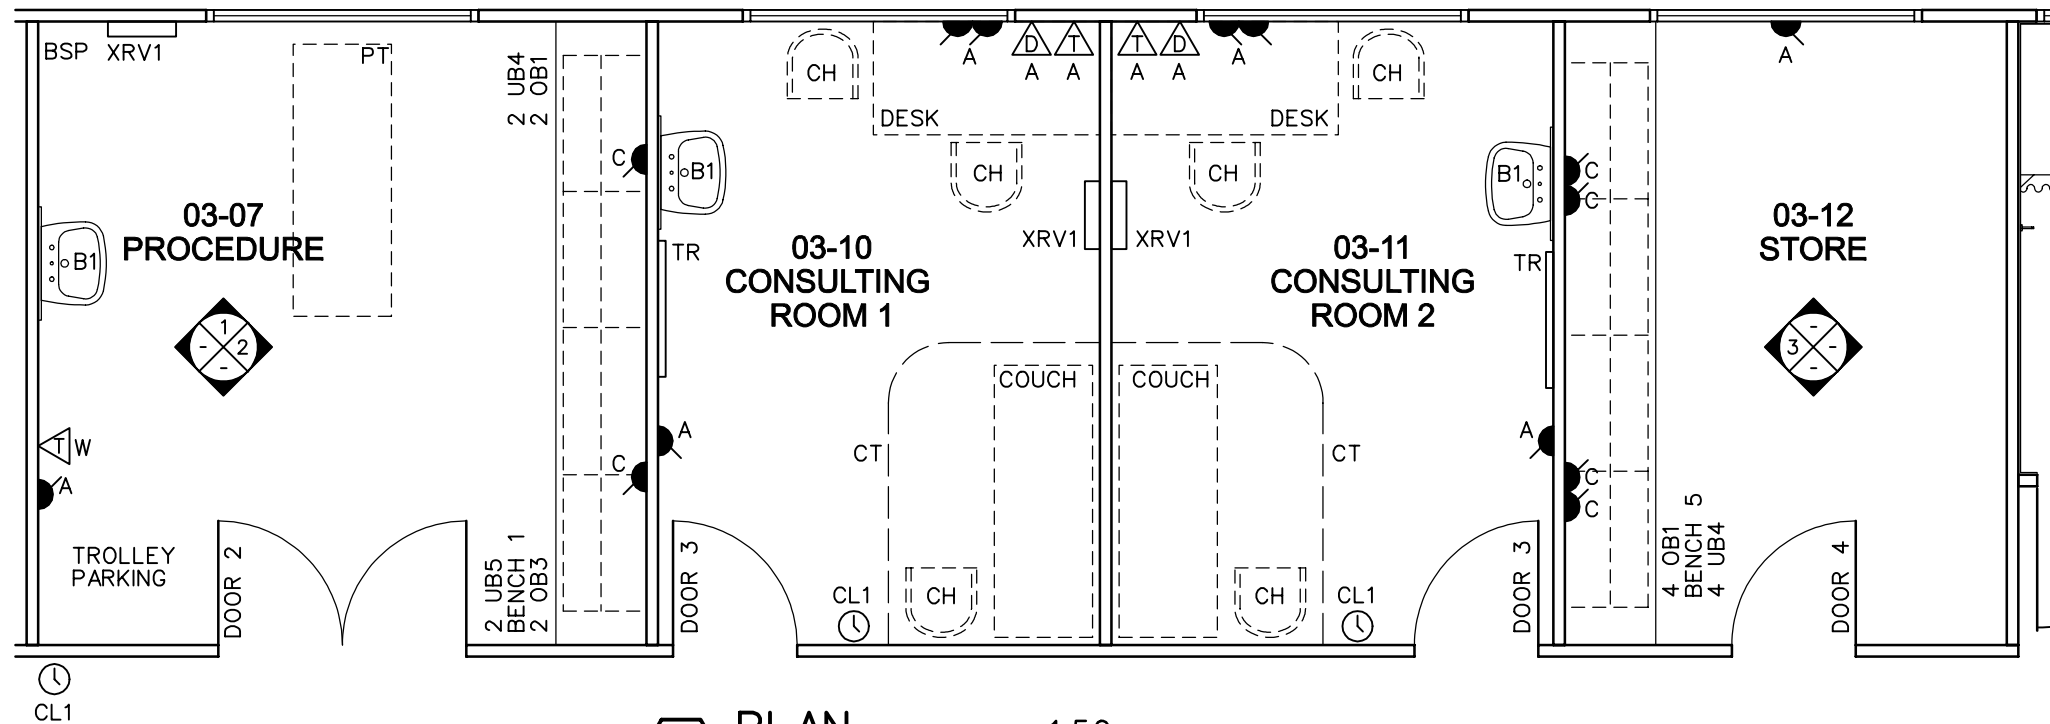 BSP
XRV1
PT
2 UB4
2 OB1
C
B1
03-07
PROCEDURE
1
-
2
-
T
W
A
C
TROLLEY
PARKING
DOOR 2
2 UB5
BENCH 1
2 OB3
CL1
CH
DESK
A
D
T
A
A
B1
CH
TR
XRV1
03-10
CONSULTING
ROOM 1
COUCH
A
CT
DOOR 3
CL1
CH
T
D
A
A
A
CH
DESK
CH
B1
XRV1
TR
03-11
CONSULTING
ROOM 2
COUCH
CT
A
CH
CL1
DOOR 3
A
C
C
03-12
STORE
-
3
-
-
C
C
4 OB1
BENCH 5
4 UB4
DOOR 4
PLAN